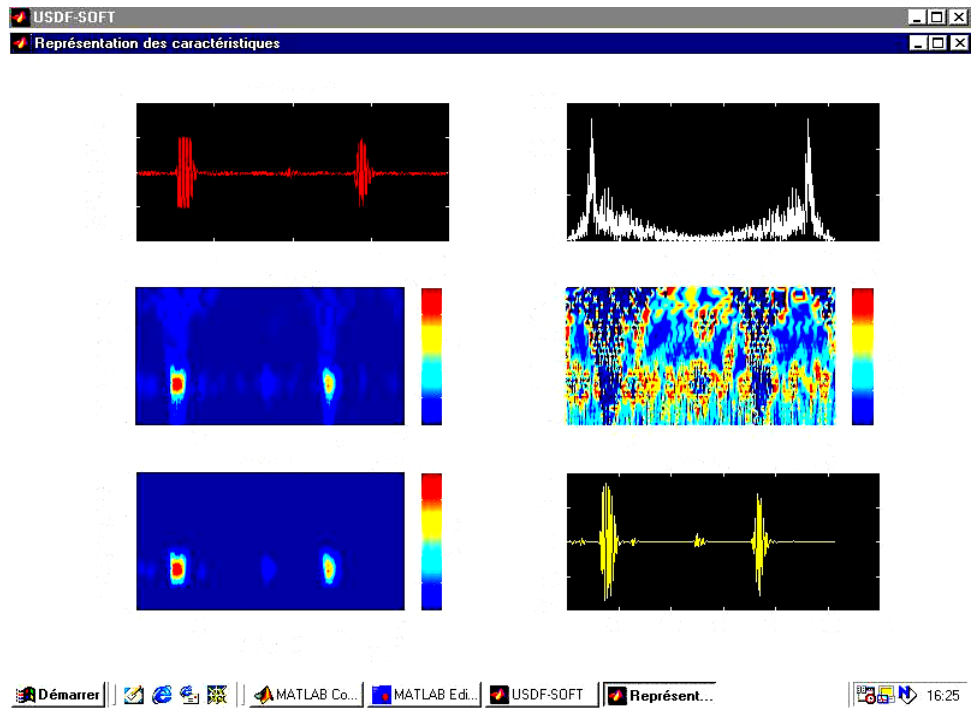 USDF-SOFT
Représentation des caractéristiques
Démarrer
MATLAB Co...
MATLAB Edi...
USDF-SOFT
Représent...
16:25